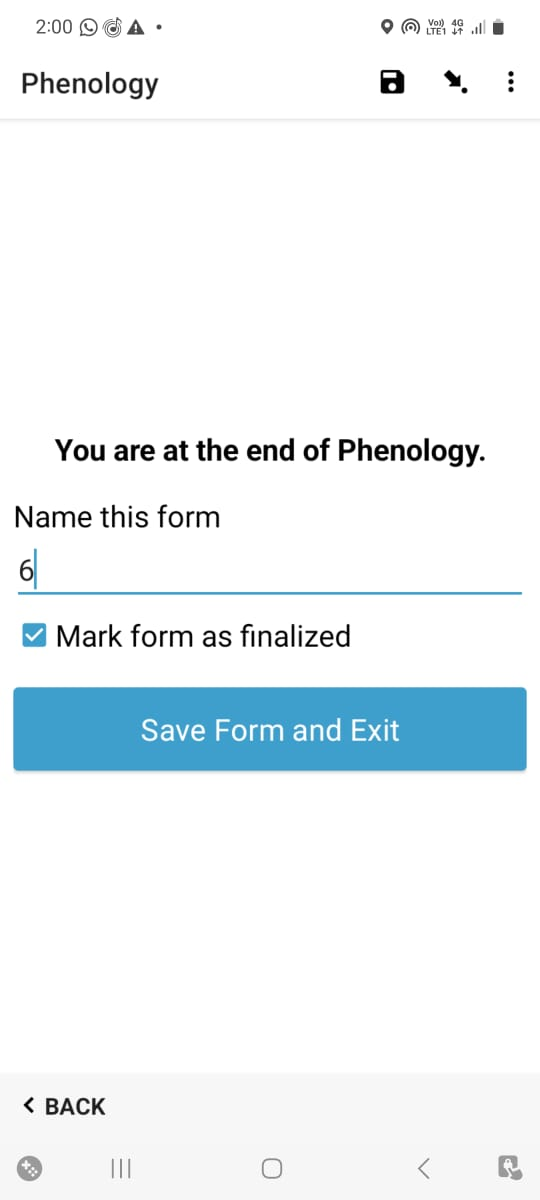 2:00
Vo)) 4G
LTE1
Phenology
You are at the end of Phenology.
Name this form
6
Mark form as finalized
Save Form and Exit
BACK